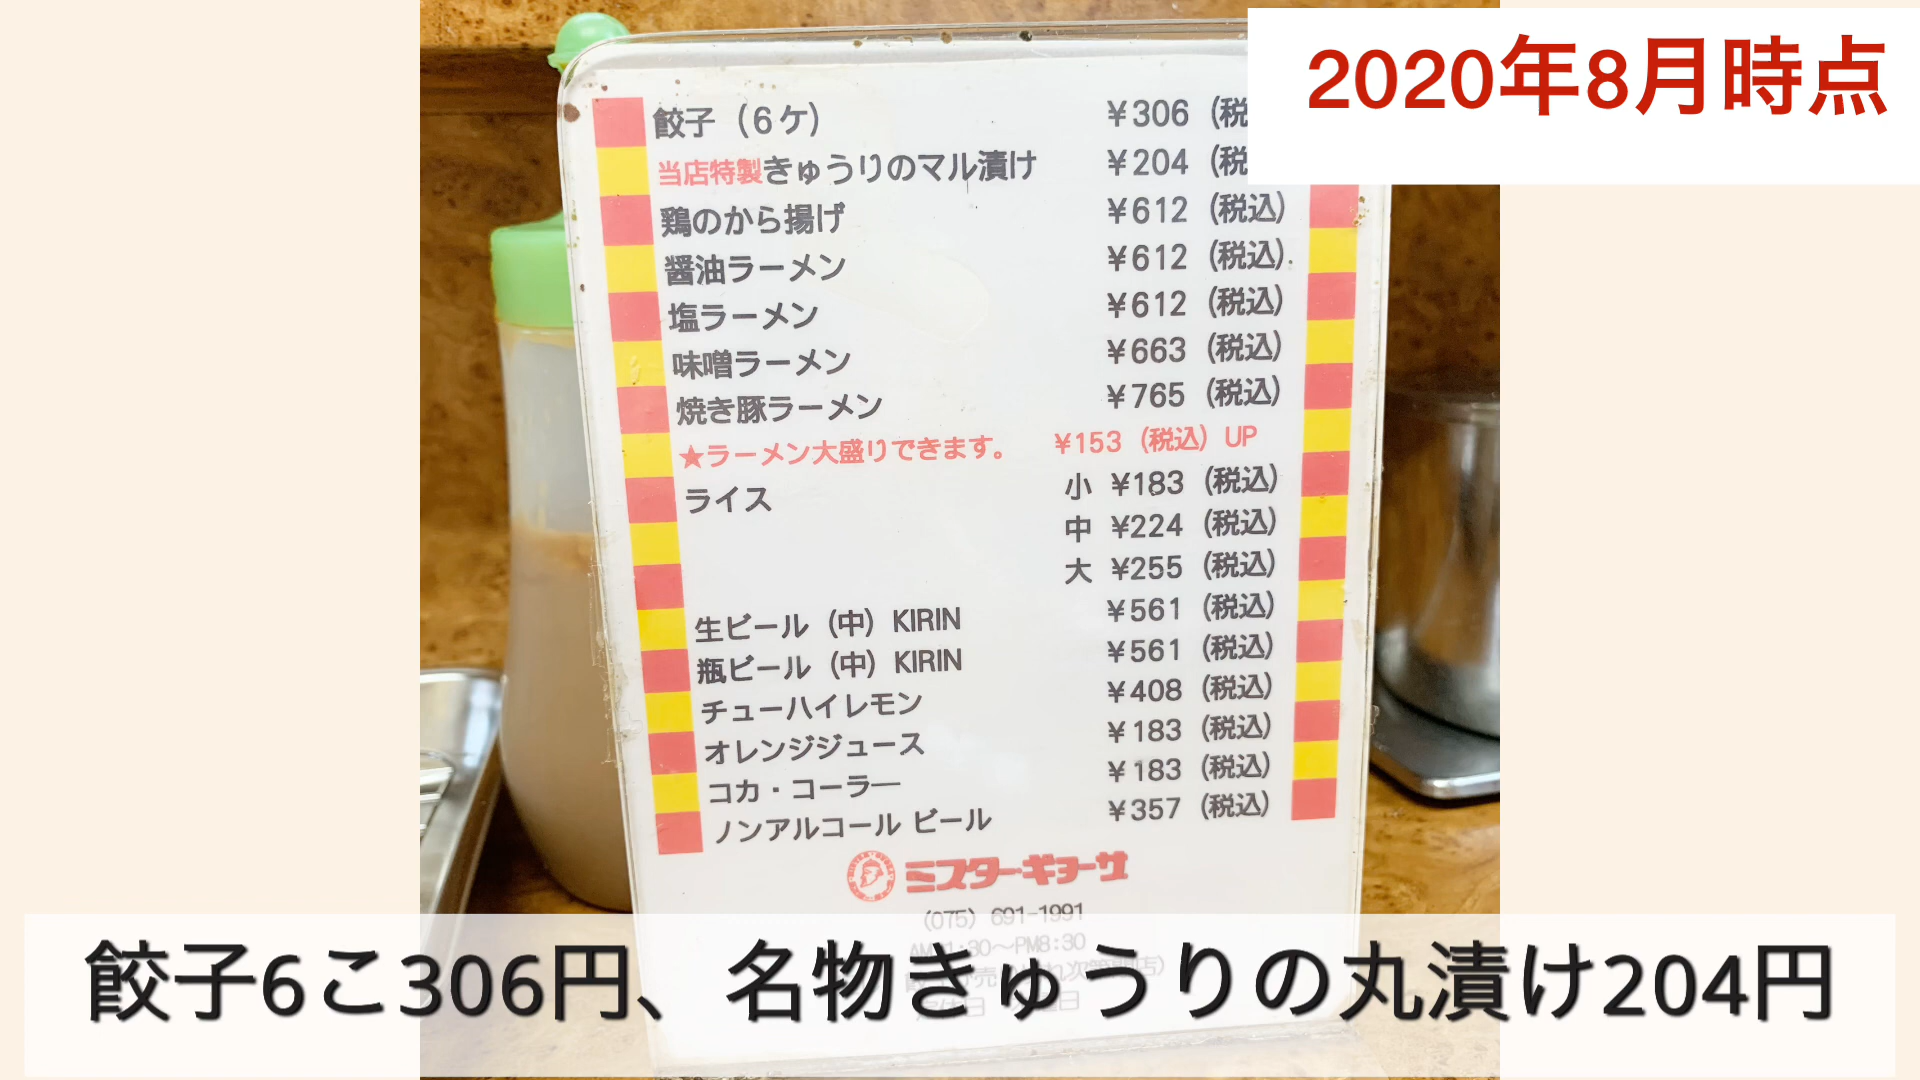 2020年8月時点
餃子（6ケ） ¥306 (税
当店特製きゅうりのマル漬け ¥204 (税
鶏のから揚げ ¥612 (税込)
醤油ラーメン ¥612 (税込)
塩ラーメン ¥612 (税込)
味噌ラーメン ¥663 (税込)
焼き豚ラーメン ¥765 (税込)
★ラーメン大盛りできます。 ¥153 (税込) UP
ライス 小 ¥183 (税込)
中 ¥224 (税込)
大 ¥255 (税込)
生ビール（中）KIRIN ¥561 (税込)
瓶ビール（中）KIRIN ¥561 (税込)
チューハイレモン ¥408 (税込)
オレンジジュース ¥183 (税込)
コカ・コーラ― ¥183 (税込)
ノンアルコール ビール ¥357 (税込)
ミスターギョーザ
(075) 691-1991
:30～PM8:30
餃子6こ306円、名物きゅうりの丸漬け204円